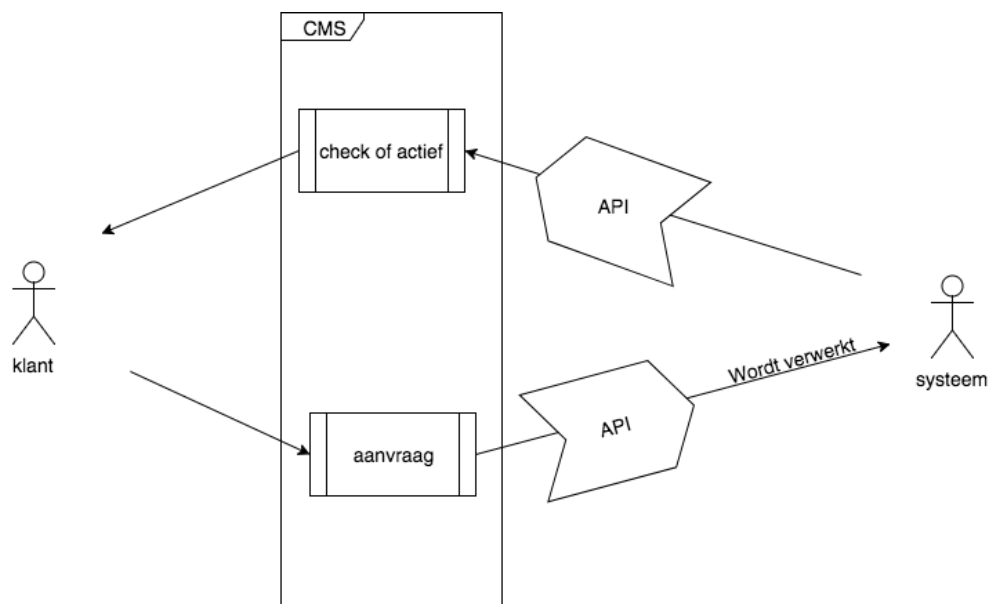 CMS
check of actief
API
klant
systeem
Wordt verwerkt
API
aanvraag